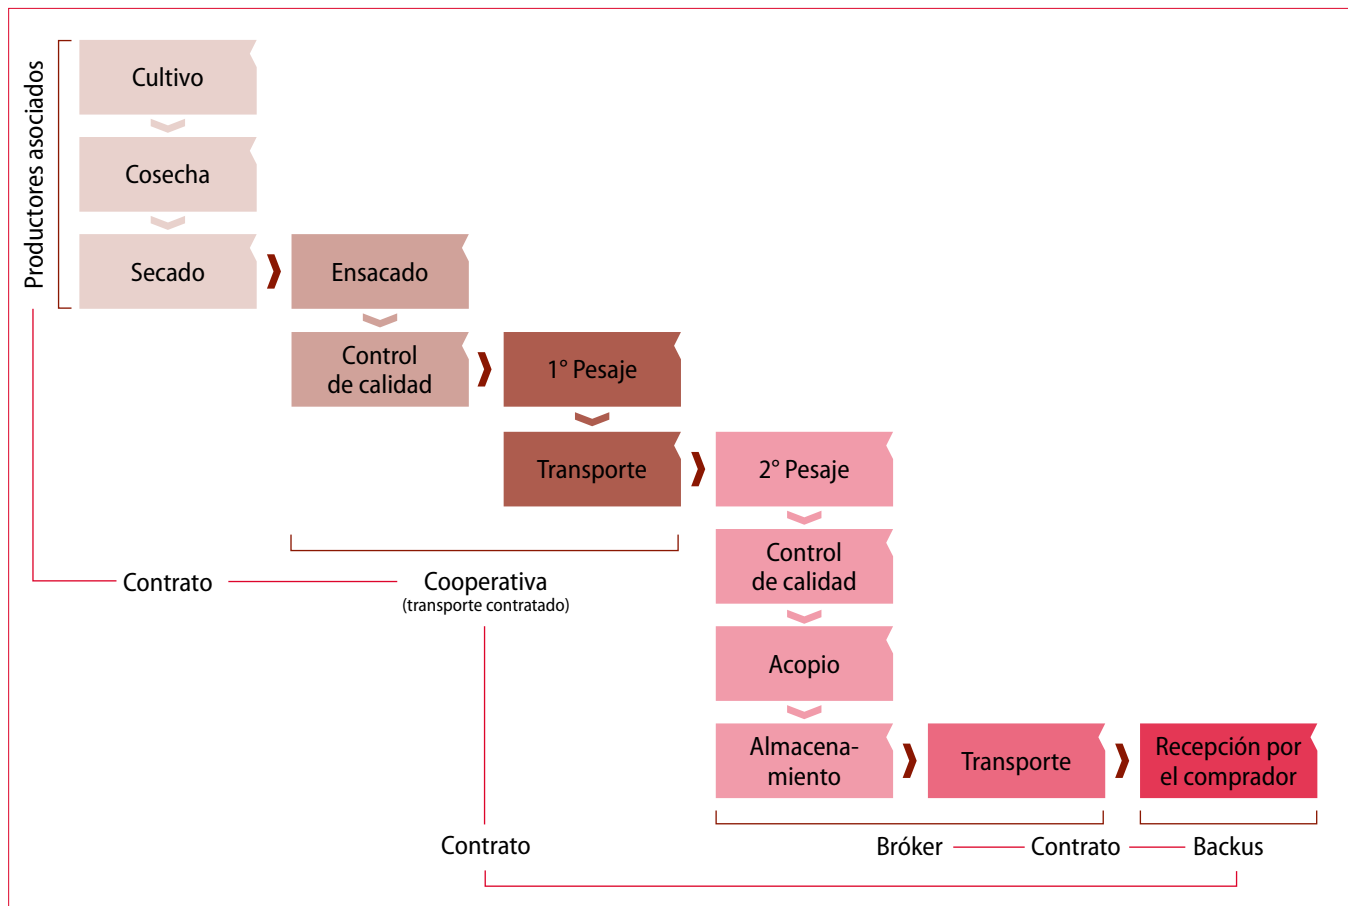 Productores asociados
Cultivo
Cosecha
Secado
Ensacado
Control
de calidad
1° Pesaje
Transporte
2° Pesaje
Control
de calidad
Acopio
Almacena-
miento
Transporte
Recepción por
el comprador
Contrato
Cooperativa
(transporte contratado)
Contrato
Bróker
Contrato
Backus